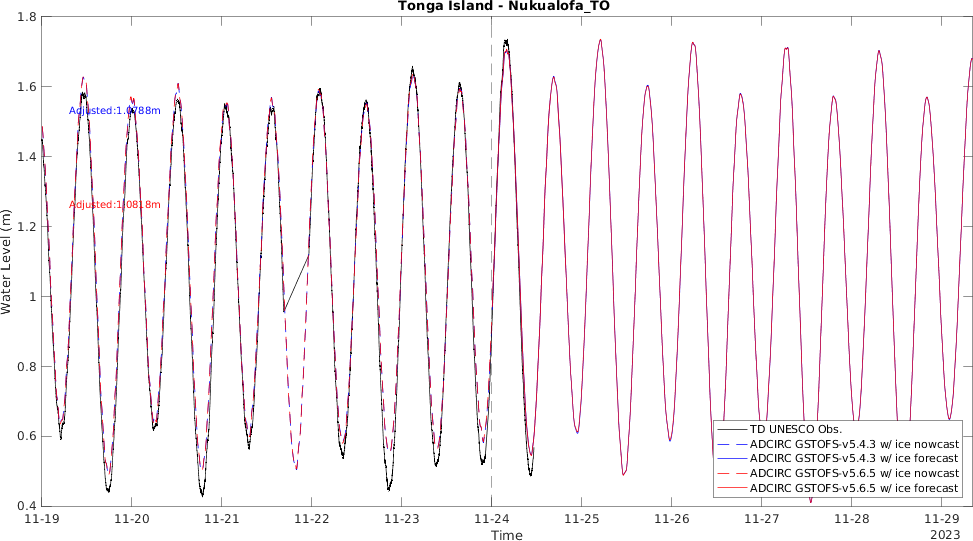 Tonga Island - Nukualofa_TO
1.8
1.6
1.4
1.2
1
0.8
0.6
0.4
Water Level (m)
Adjusted:1.0788m
Adjusted:1.0818m
TD UNESCO Obs.
ADCIRC GSTOFS-v5.4.3 w/ ice nowcast
ADCIRC GSTOFS-v5.4.3 w/ ice forecast
ADCIRC GSTOFS-v5.6.5 w/ ice nowcast
ADCIRC GSTOFS-v5.6.5 w/ ice forecast
11-19 11-20 11-21 11-22 11-23 11-24 11-25 11-26 11-27 11-28 11-29
Time
2023